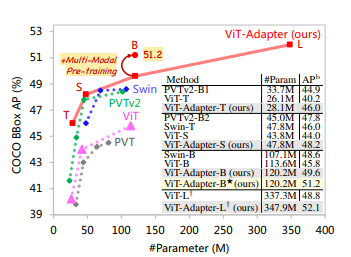 53
51
49
47
45
43
41
39
COCO BBox AP (%)
0
50
100
150
200
250
300
350
400
#Parameter (M)
ViT-Adapter (ours)
L
B
51.2
+Multi-Modal
Pre-training
S
T
Swin
PVTv2
ViT
PVT
Method #Param APᵇ
PVTv2-B1 33.7M 44.9
ViT-T 26.1M 40.2
ViT-Adapter-T (ours) 28.1M 46.0
PVTv2-B2 45.0M 47.8
Swin-T 47.8M 46.0
ViT-S 43.8M 44.0
ViT-Adapter-S (ours) 47.8M 48.2
Swin-B 107.1M 48.6
ViT-B 113.6M 45.8
ViT-Adapter-B (ours) 120.2M 49.6
ViT-Adapter-B★ (ours) 120.2M 51.2
ViT-L† 337.3M 48.8
ViT-Adapter-L† (ours) 347.9M 52.1